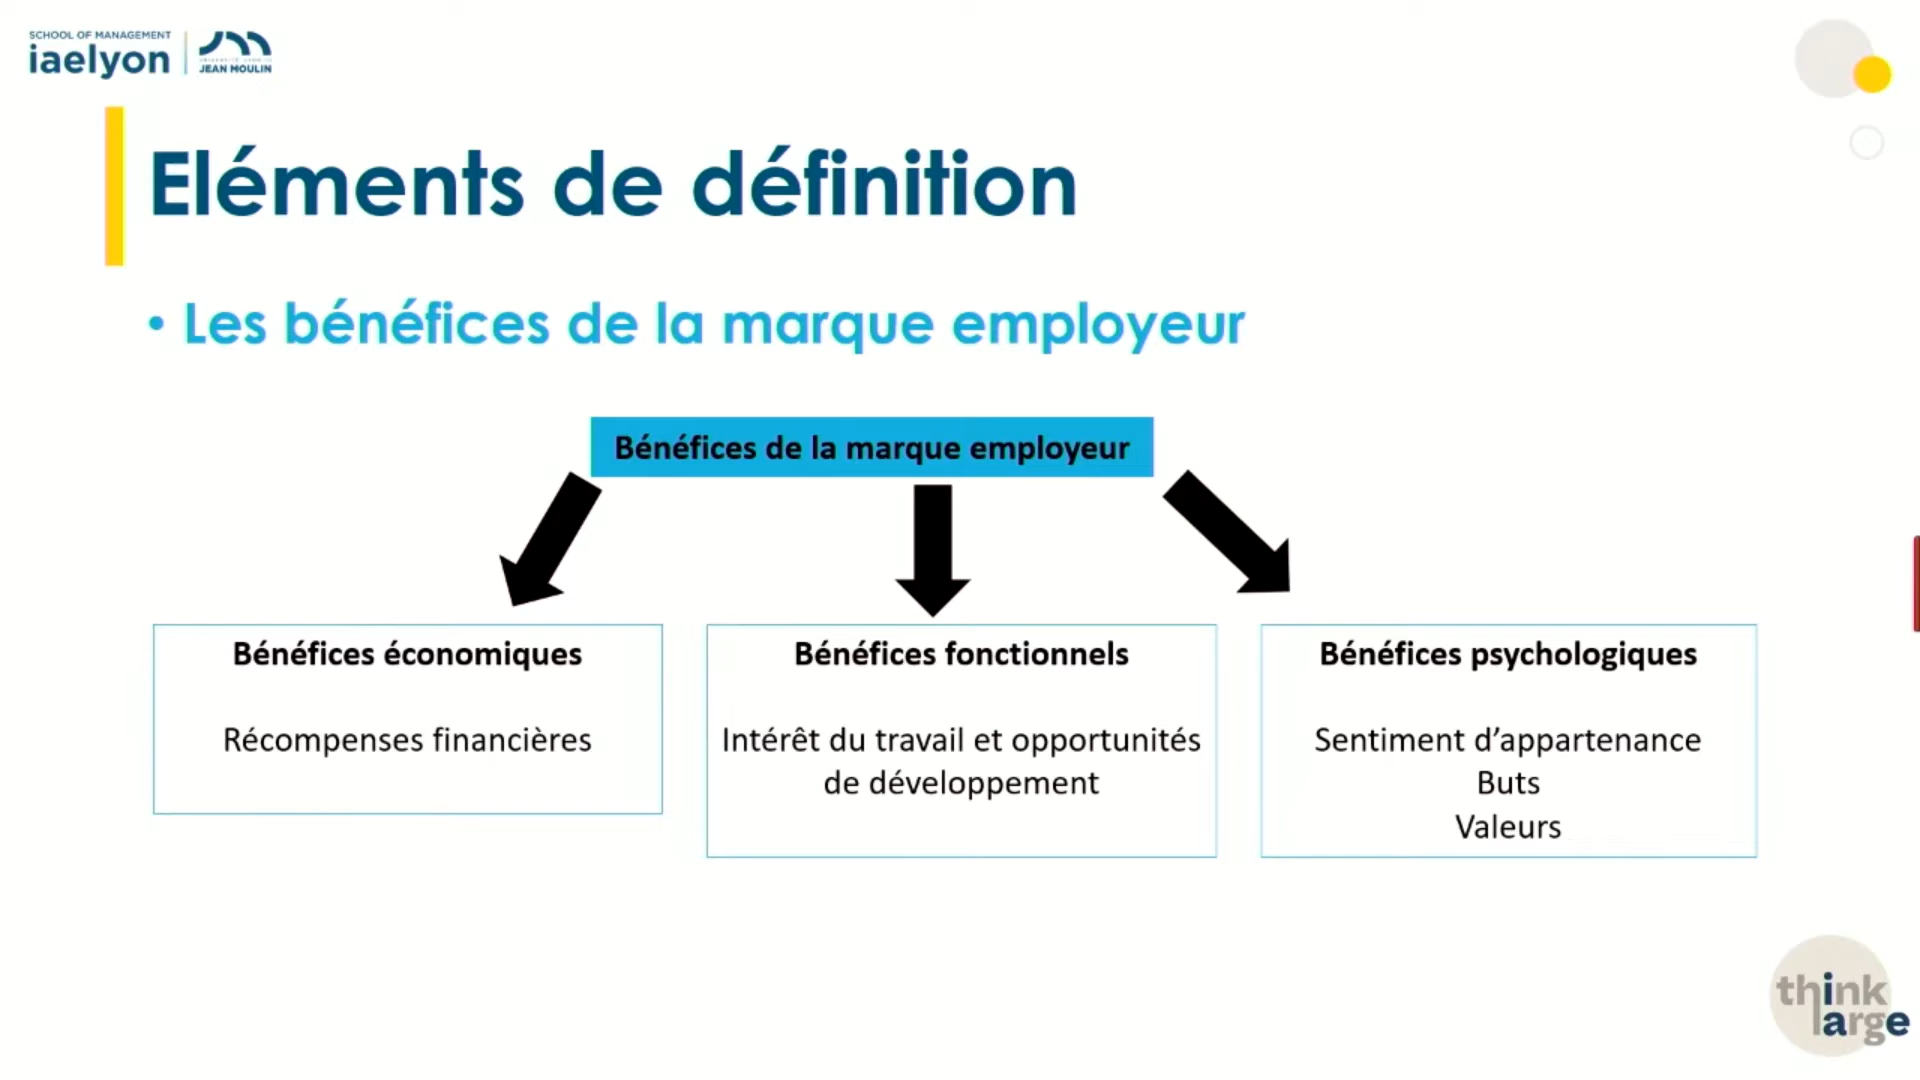 SCHOOL OF MANAGEMENT
iaelyon
JEAN MOULIN
Eléments de définition
• Les bénéfices de la marque employeur
Bénéfices de la marque employeur
Bénéfices économiques
Récompenses financières
Bénéfices fonctionnels
Intérêt du travail et opportunités
de développement
Bénéfices psychologiques
Sentiment d’appartenance
Buts
Valeurs
think
large